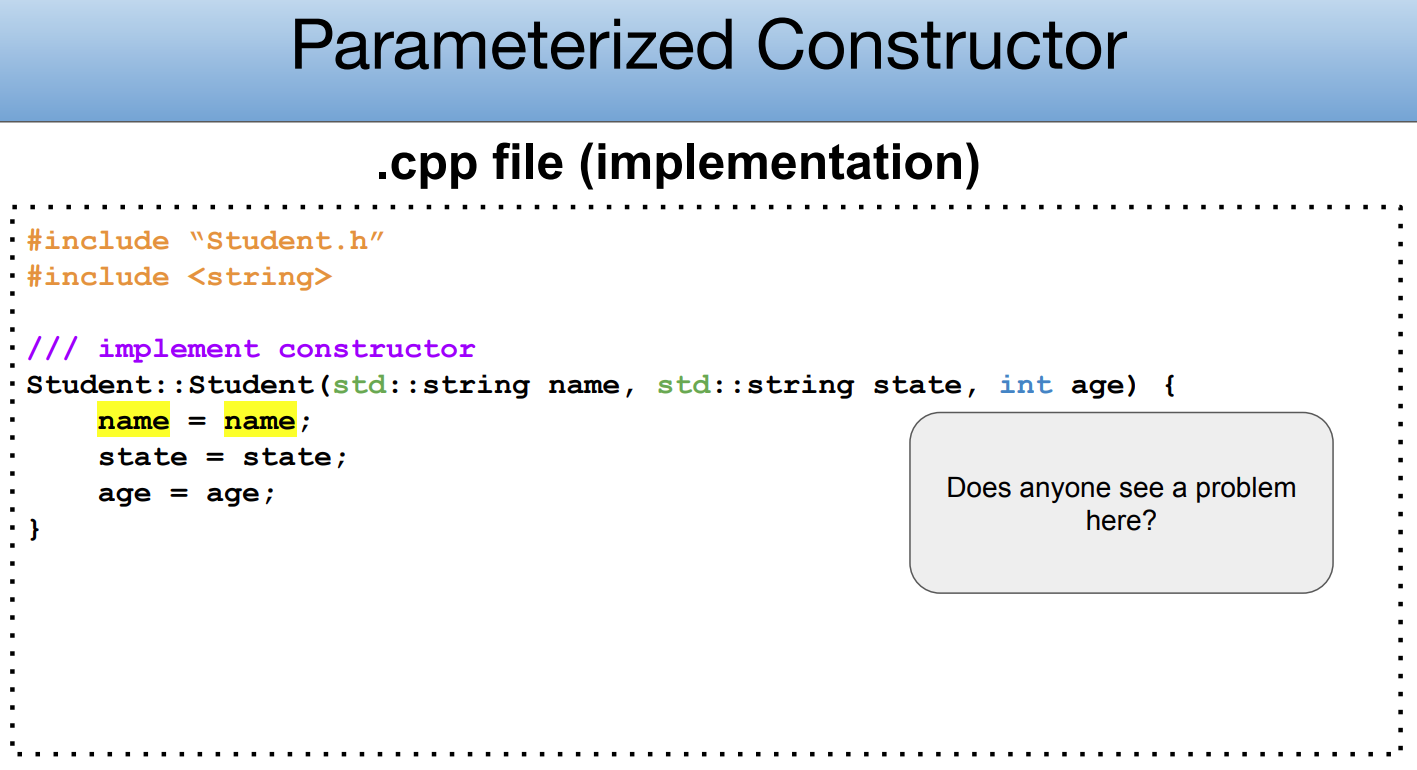 Parameterized Constructor
.cpp file (implementation)
#include “Student.h”
#include <string>
/// implement constructor
Student::Student(std::string name, std::string state, int age) {
name = name;
state = state;
age = age;
}
Does anyone see a problem
here?